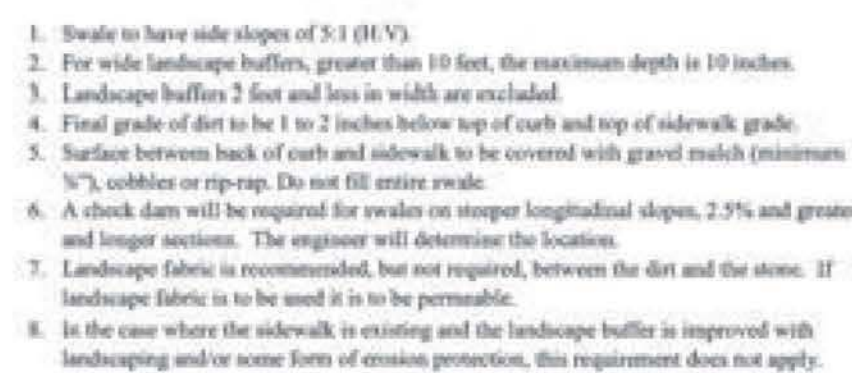 1. Swale to have side slopes of 5:1 (H:V).
2. For wide landscape buffers, greater than 10 feet, the maximum depth is 10 inches.
3. Landscape buffers 2 feet and less in width are excluded.
4. Final grade of dirt to be 1 to 2 inches below top of curb and top of sidewalk grade.
5. Surface between back of curb and sidewalk to be covered with gravel mulch (minimum
cobbles or rip-rap. Do not fill entire swale.
6. A check dam will be required for swales on steeper longitudinal slopes, 2.5% and greater
and longer sections. The engineer will determine the location.
7. Landscape fabric is recommended, but not required, between the dirt and the stone. If
landscape fabric is to be used it is to be permeable.
8. In the case where the sidewalk is existing and the landscape buffer is improved with
landscaping and/or some form of erosion protection, this requirement does not apply.